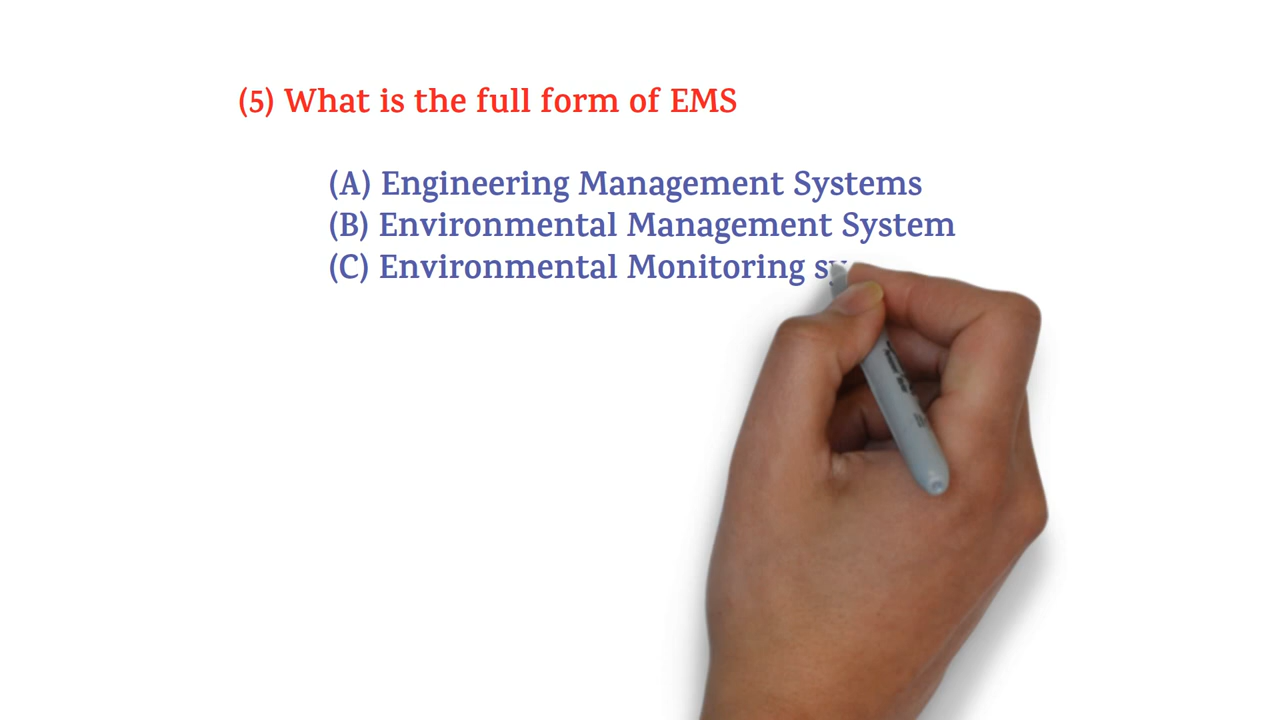 (5) What is the full form of EMS
(A) Engineering Management Systems
(B) Environmental Management System
(C) Environmental Monitoring